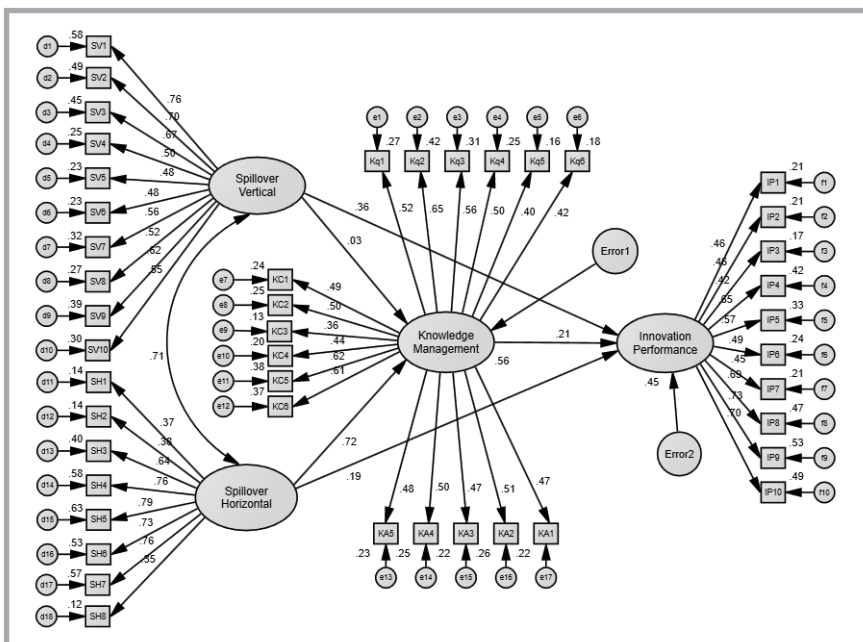 d1 .58 SV1
d2 .49 SV2
d3 .45 SV3
d4 .25 SV4
d5 .23 SV5
d6 .23 SV6
d7 .32 SV7
d8 .27 SV8
d9 .39 SV9
d10 .30 SV10
.76
.70
.67
.50
.48
.48
.56
.52
.62
.55
Spillover
Vertical
.71
d11 .14 SH1
d12 .14 SH2
d13 .40 SH3
d14 .58 SH4
d15 .63 SH5
d16 .53 SH6
d17 .57 SH7
d18 .12 SH8
.37
.38
.64
.76
.79
.73
.76
.35
Spillover
Horizontal
e1 e2 e3 e4 e5 e6
.27 .42 .31 .25 .16 .18
Kq1 Kq2 Kq3 Kq4 Kq5 Kq6
.52 .65 .56 .50 .40 .42
.36
.03
e7 .24 KC1 .49
e8 .25 KC2 .50
e9 .13 KC3 .36
e10 .20 KC4 .44
e11 .38 KC5 .62
e12 .37 KC6 .61
Knowledge
Management
.56
Error1
.21
.72
.19
.48 .50 .47 .51 .47
KA5 KA4 KA3 KA2 KA1
.23 .25 .22 .26 .22
e13 e14 e15 e16 e17
Innovation
Performance
.45
Error2
.46
.46
.42
.65
.57
.49
.45
.69
.73
.70
IP1 .21 f1
IP2 .21 f2
IP3 .17 f3
IP4 .42 f4
IP5 .33 f5
IP6 .24 f6
IP7 .21 f7
IP8 .47 f8
IP9 .53 f9
IP10 .49 f10